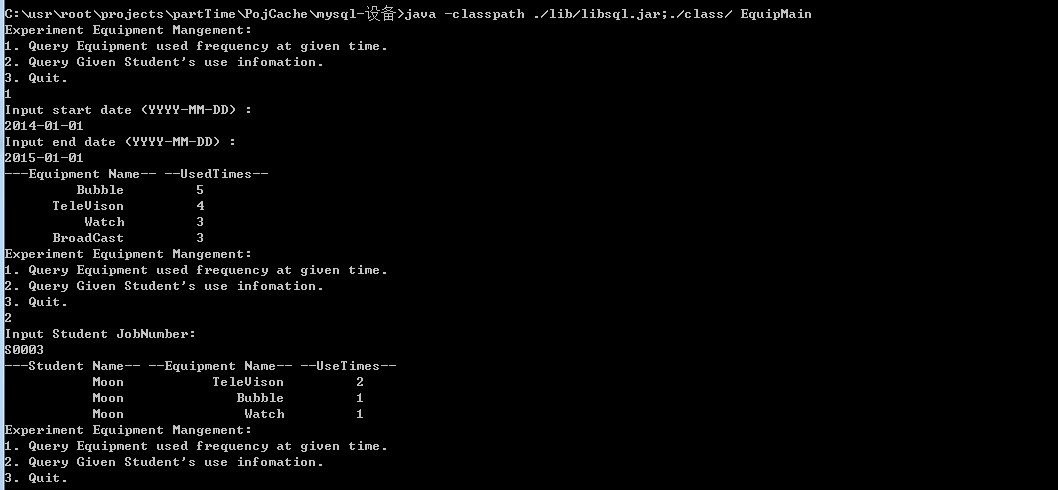 C:\usr\root\projects\partTime\PojCache\mysql-设备>java -classpath ./lib/libsql.jar;./class/ EquipMain
Experiment Equipment Mangement:
1. Query Equipment used frequency at given time.
2. Query Given Student's use infomation.
3. Quit.
1
Input start date (YYYY-MM-DD) :
2014-01-01
Input end date (YYYY-MM-DD) :
2015-01-01
---Equipment Name-- --UsedTimes--
Bubble 5
TeleVison 4
Watch 3
BroadCast 3
Experiment Equipment Mangement:
1. Query Equipment used frequency at given time.
2. Query Given Student's use infomation.
3. Quit.
2
Input Student JobNumber:
S0003
---Student Name-- --Equipment Name-- --UseTimes--
Moon TeleVison 2
Moon Bubble 1
Moon Watch 1
Experiment Equipment Mangement:
1. Query Equipment used frequency at given time.
2. Query Given Student's use infomation.
3. Quit.